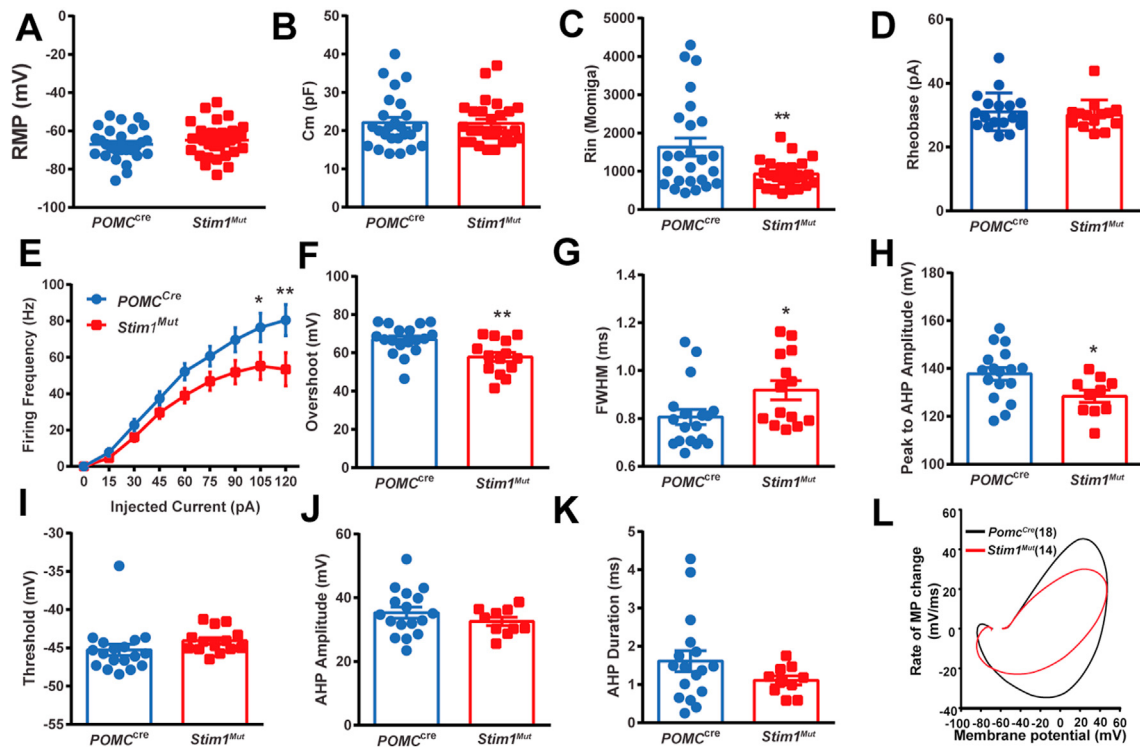 A
RMP (mV)
0
-20
-40
-60
-80
-100
POMCcre
Stim1Mut
B
Cm (pF)
50
40
30
20
10
0
POMCcre
Stim1Mut
C
Rin (Momiga)
5000
4000
3000
2000
1000
0
**
POMCcre
Stim1Mut
D
Rheobase (pA)
60
40
20
0
POMCcre
Stim1Mut
E
Firing Frequency (Hz)
100
80
60
40
20
0
POMCCre
Stim1Mut
*
**
0 15 30 45 60 75 90 105 120
Injected Current (pA)
F
Overshoot (mV)
100
80
60
40
20
0
**
POMCcre
Stim1Mut
G
FWHM (ms)
1.4
1.2
1.0
0.8
0.6
*
POMCcre
Stim1Mut
H
Peak to AHP Amplitude (mV)
180
160
140
120
100
*
POMCcre
Stim1Mut
I
Threshold (mV)
-30
-35
-40
-45
-50
-55
POMCcre
Stim1Mut
J
AHP Amplitude (mV)
60
40
20
0
POMCcre
Stim1Mut
K
AHP Duration (ms)
5
4
3
2
1
0
POMCcre
Stim1Mut
L
PomcCre(18)
Stim1Mut(14)
Rate of MP change
(mV/ms)
60
40
20
0
-20
-40
-100 -80 -60 -40 -20 0 20 40 60
Membrane potential (mV)